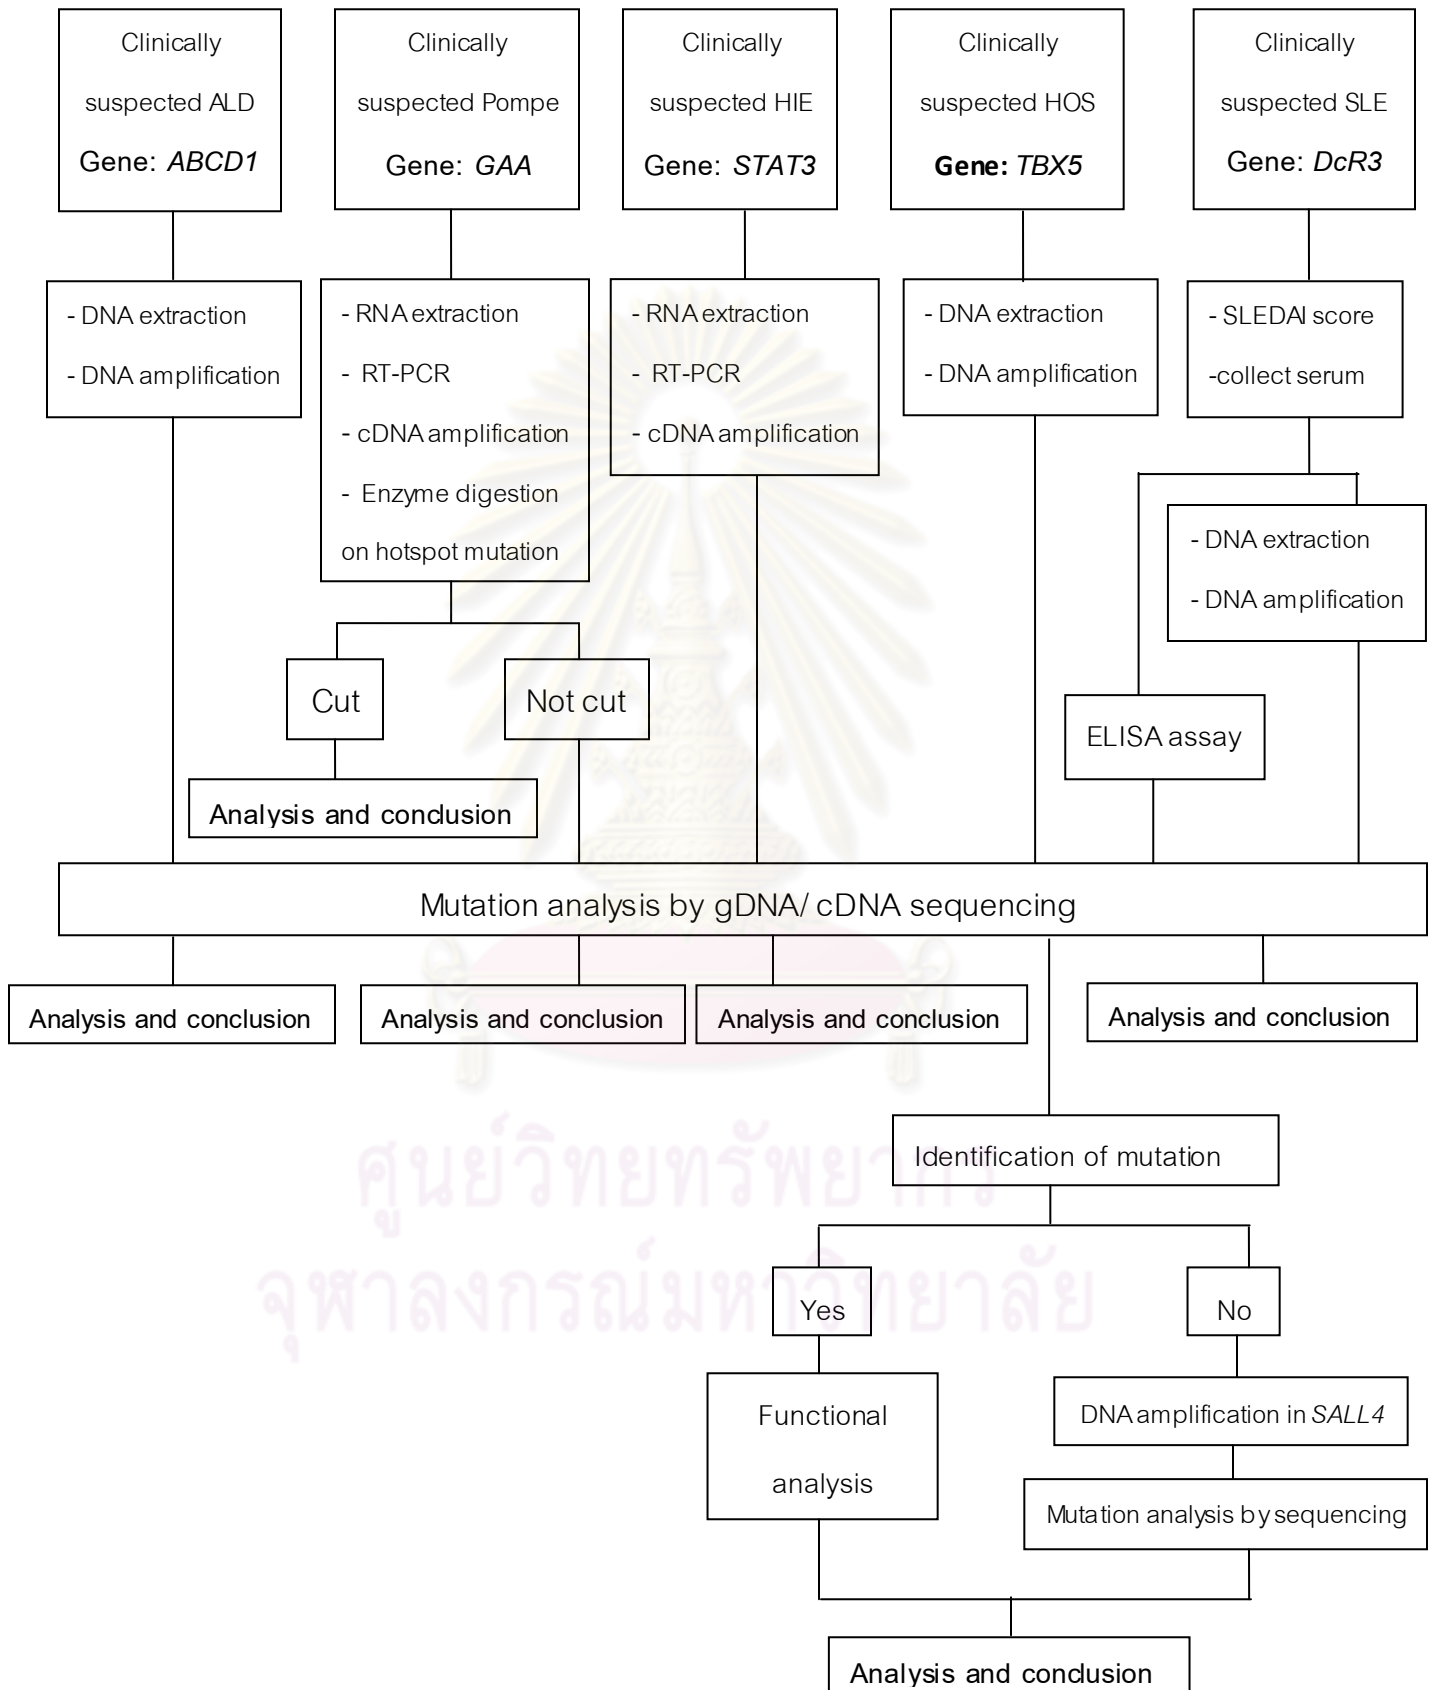 Clinically
suspected ALD
Gene: ABCD1
Clinically
suspected Pompe
Gene: GAA
Clinically
suspected HIE
Gene: STAT3
Clinically
suspected HOS
Gene: TBX5
Clinically
suspected SLE
Gene: DcR3
- DNA extraction
- DNA amplification
- RNA extraction
- RT-PCR
- cDNA amplification
- Enzyme digestion
on hotspot mutation
- RNA extraction
- RT-PCR
- cDNA amplification
- DNA extraction
- DNA amplification
- SLEDAI score
-collect serum
- DNA extraction
- DNA amplification
Cut
Not cut
ELISA assay
Analysis and conclusion
Mutation analysis by gDNA/ cDNA sequencing
Analysis and conclusion
Analysis and conclusion
Analysis and conclusion
Analysis and conclusion
ศูนย์วิทยทรัพยากร
จุฬาลงกรณ์มหาวิทยาลัย
Identification of mutation
Yes
No
Functional
analysis
DNA amplification in SALL4
Mutation analysis by sequencing
Analysis and conclusion